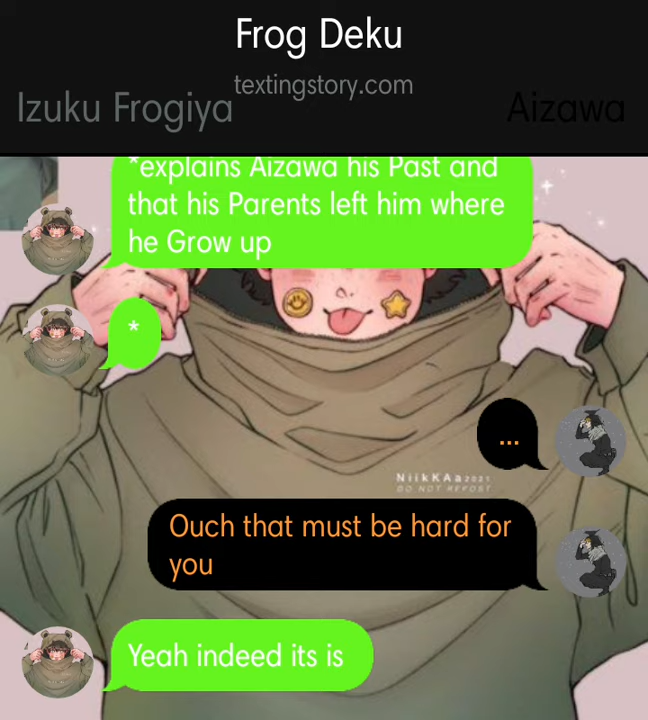 Frog Deku
textingstory.com
Izuku Frogiya
Aizawa
*explains Aizawa his Past and
that his Parents left him where
he Grow up
*
...
NiikKAa2021
DO NOT REPOST
Ouch that must be hard for
you
Yeah indeed its is